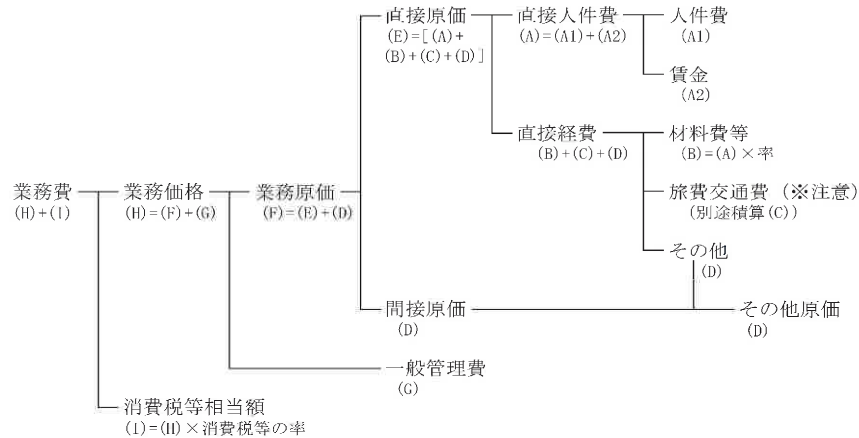 直接原価
(E)=[(A)+
(B)+(C)+(D)]
直接人件費
(A)=(A1)+(A2)
人件費
(A1)
賃金
(A2)
直接経費
(B)+(C)+(D)
材料費等
(B)=(A)×率
業務費
(H)+(I)
業務価格
(H)=(F)+(G)
業務原価
(F)=(E)+(D)
旅費交通費（※注意）
(別途積算(C))
その他
(D)
間接原価
(D)
その他原価
(D)
一般管理費
(G)
消費税等相当額
(I)=(H)×消費税等の率